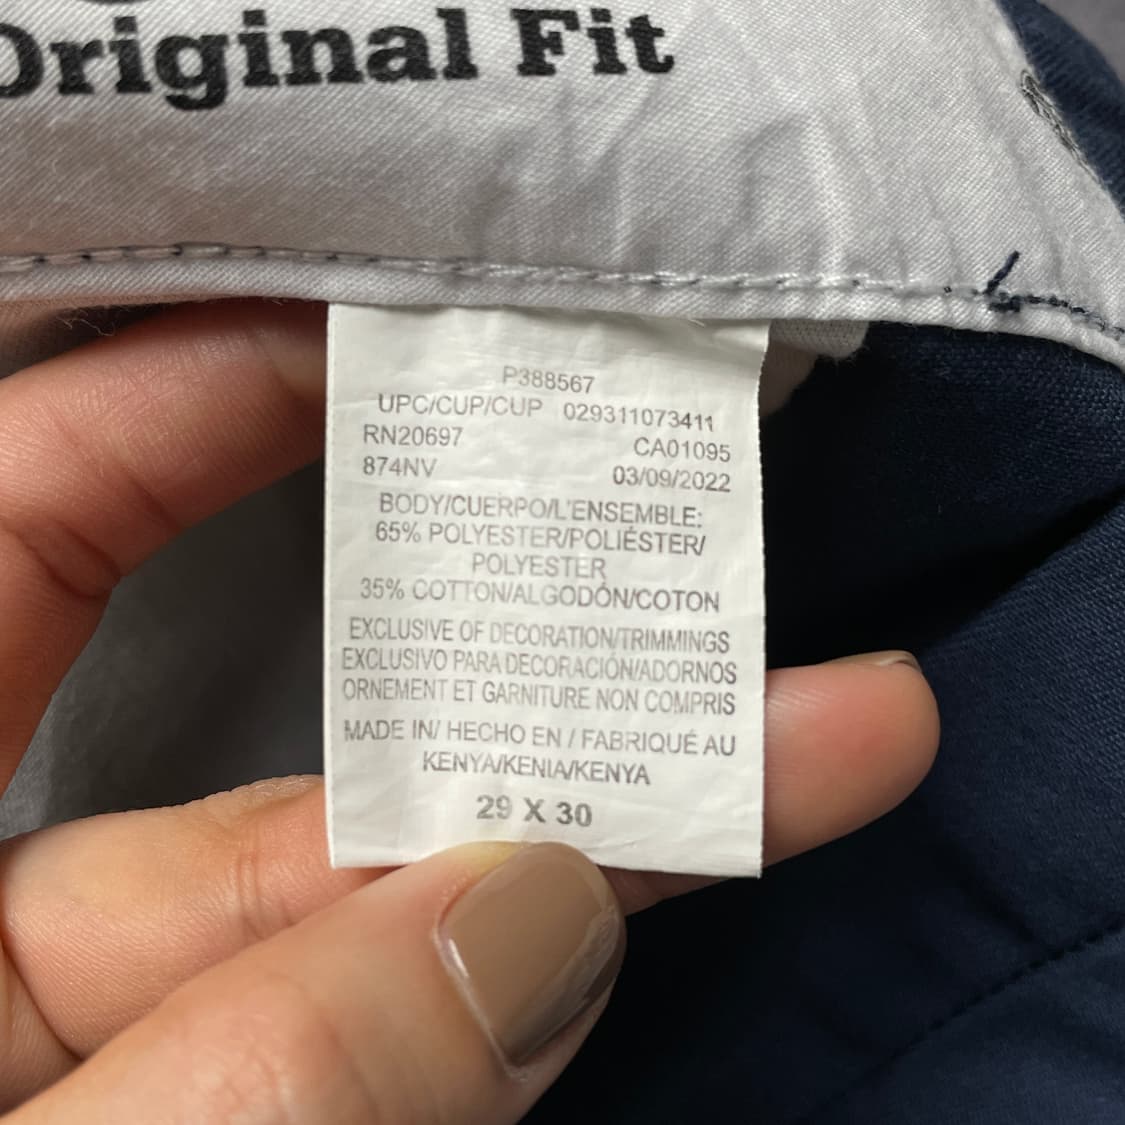 Original Fit
P388567
UPC/CUP/CUP 029311073411
RN20697 CA01095
874NV 03/09/2022
BODY/CUERPO/L'ENSEMBLE:
65% POLYESTER/POLIÉSTER/
POLYESTER
35% COTTON/ALGODÓN/COTON
EXCLUSIVE OF DECORATION/TRIMMINGS
EXCLUSIVO PARA DECORACIÓN/ADORNOS
ORNEMENT ET GARNITURE NON COMPRIS
MADE IN/ HECHO EN / FABRIQUÉ AU
KENYA/KENIA/KENYA
29 X 30